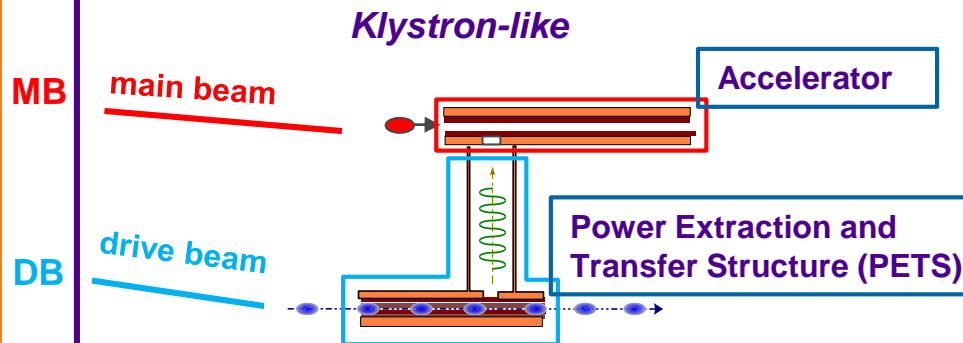 Klystron-like
MB
main beam
Accelerator
DB
drive beam
Power Extraction and
Transfer Structure (PETS)